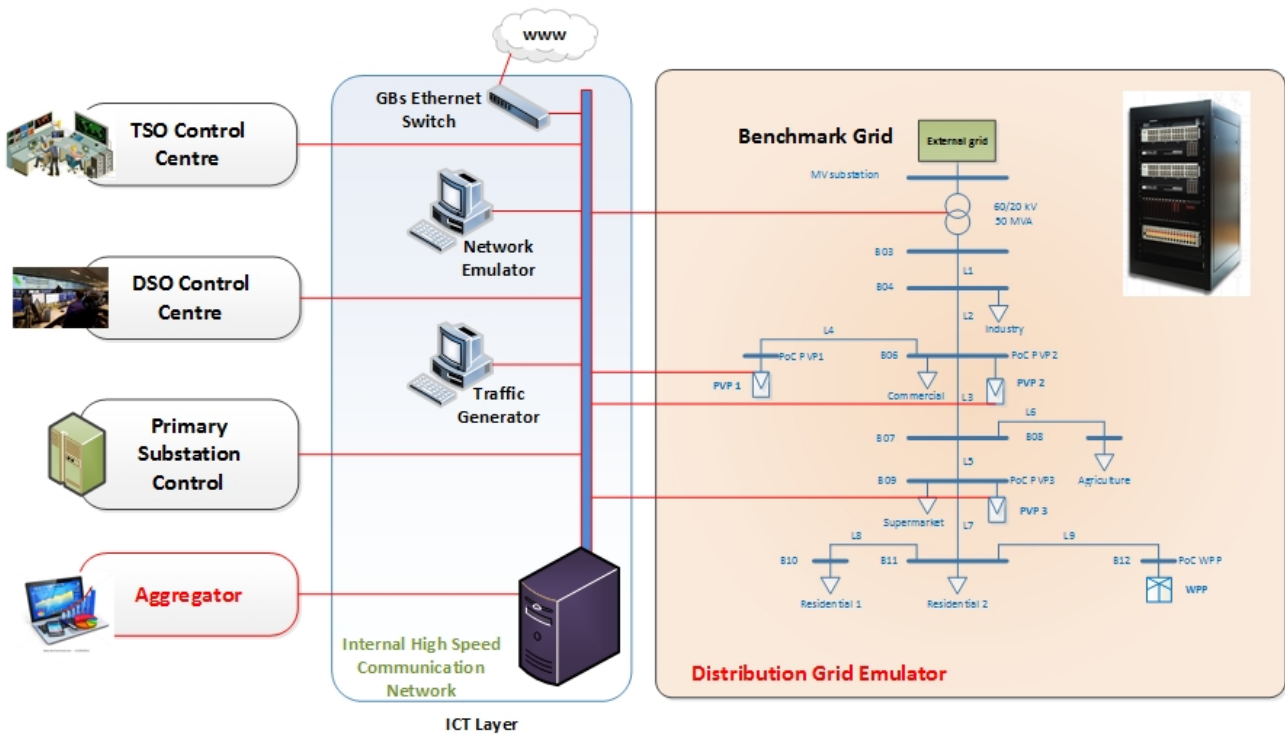 www
GBs Ethernet
Switch
TSO Control
Centre
DSO Control
Centre
Primary
Substation
Control
Aggregator
Network
Emulator
Traffic
Generator
Internal High Speed
Communication
Network
ICT Layer
Benchmark Grid
External grid
MV substation
60/20 kV
50 MVA
B03
L1
B04
L2
Industry
L4
PoC PVP1
B06
PoC PVP2
PVP 1
Commercial
PVP 2
L3
L6
B07
B08
L5
B09
PoC PVP3
Agriculture
Supermarket
PVP 3
L7
L8
L9
B10
B11
B12
PoC WPP
Residential 1
Residential 2
WPP
Distribution Grid Emulator